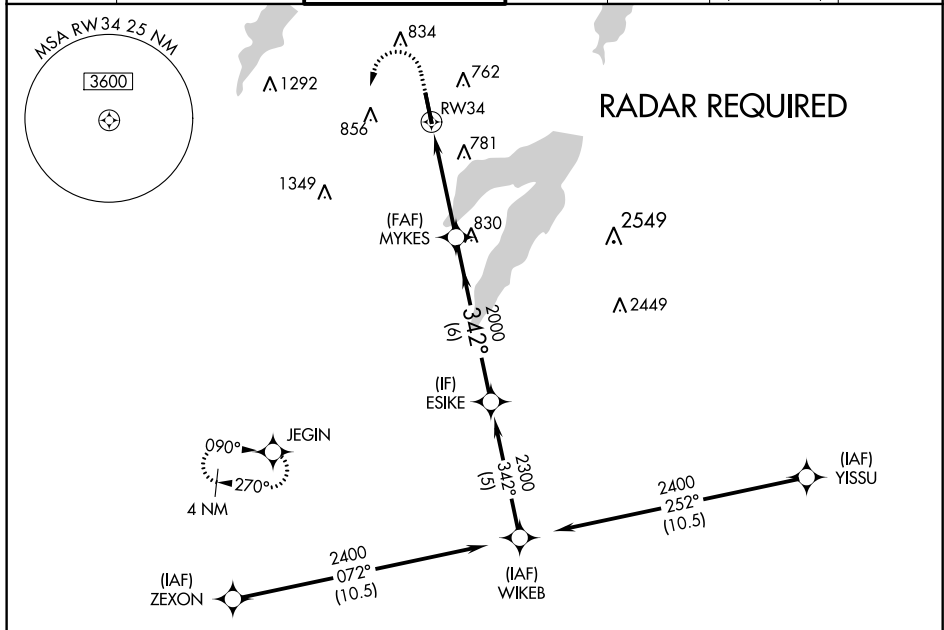 MSA RW34 25 NM
3600
834
1292
762
856
RW34
RADAR REQUIRED
781
1349
(FAF)
MYKES
830
2549
2449
2000
342°
(6)
(IF)
ESIKE
JEGIN
090°
270°
4 NM
2300
342°
(5)
(IAF)
YISSU
2400
252°
(10.5)
2400
072°
(10.5)
(IAF)
ZEXON
(IAF)
WIKEB